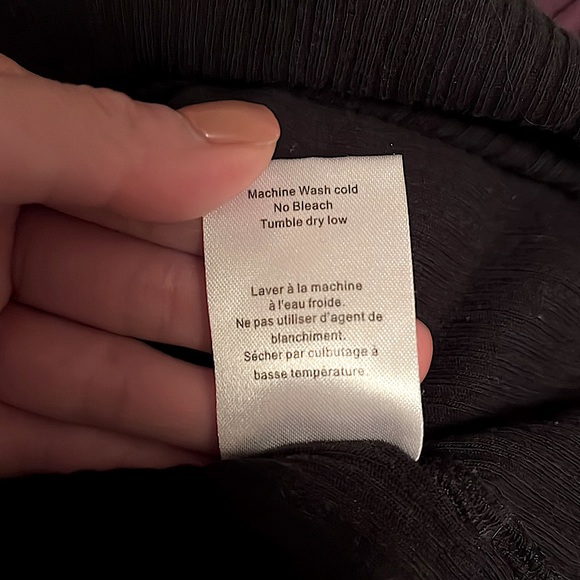 Machine Wash cold
No Bleach
Tumble dry low
Laver à la machine
à l'eau froide.
Ne pas utiliser d'agent de
blanchiment.
Sécher par culbutage à
basse température.